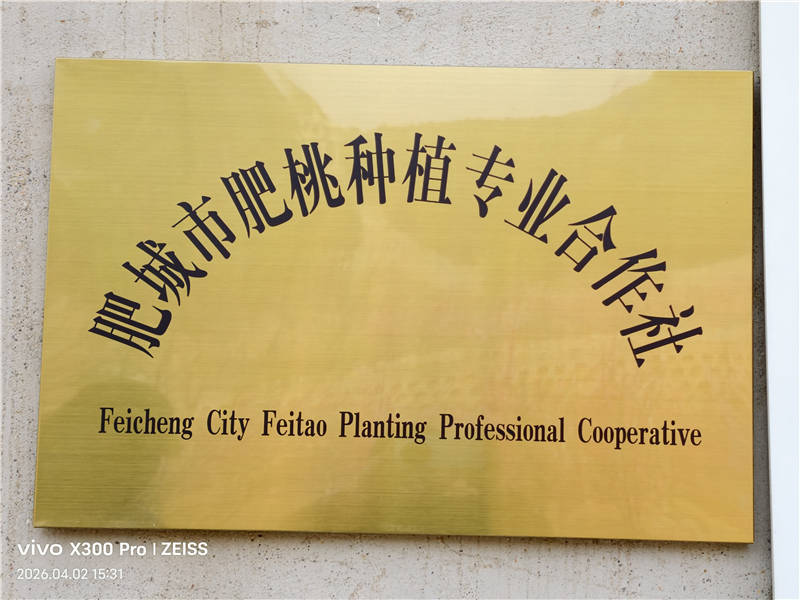 肥城市肥桃种植专业合作社
Feicheng City Feitao Planting Professional Cooperative
vivo X300 Pro | ZEISS
2026.04.02 15:31